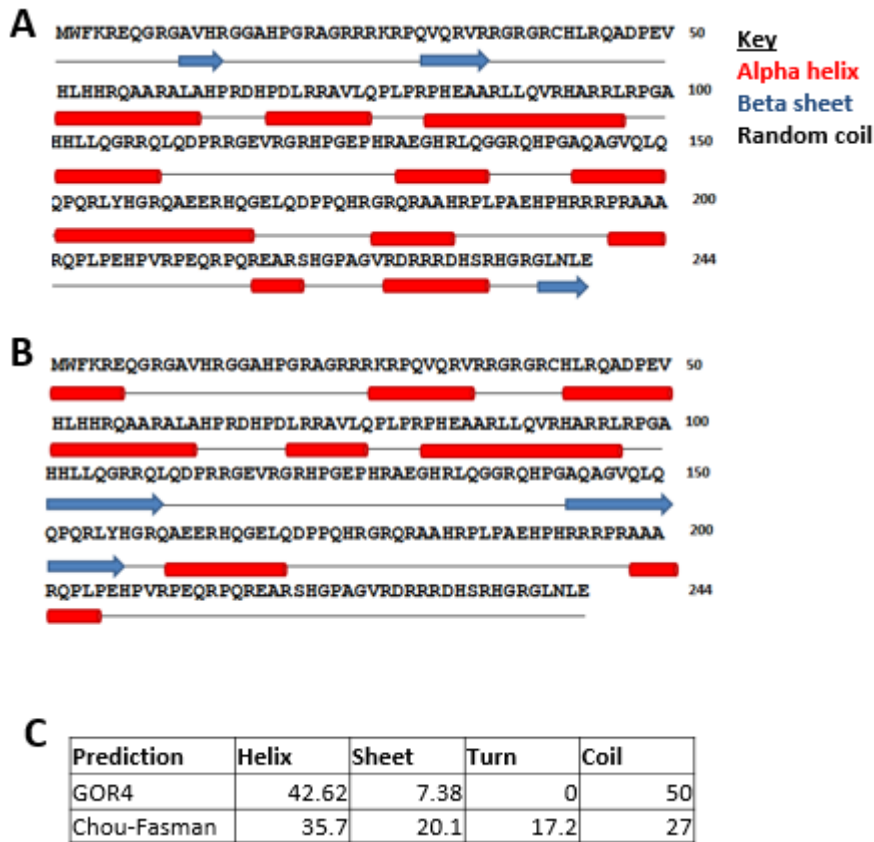 A
MWFKREQGRGAVHRGGAHPGRAGRRRKRPQVQRVRRGRGRCHLRQADPEV 50
HLHHRQAARALAHPRDHPDLRRAVLQPLPRPHEAARLLQVRHARRLRPGA 100
HHLLQGRRQLQDPRRGEVRGRHPGEPHRAEGHRLQGGRQHPGAQAGVQLQ 150
QPQRLYHGRQAEERHQGELQDPPQHRGRQRAAHRPLPAEHPHRRRPRAAA 200
RQPLPEHPVRPEQRPQREARSHGPAGVRDRRRDHSRHGRGLNLE 244
Key
Alpha helix
Beta sheet
Random coil
B
MWFKREQGRGAVHRGGAHPGRAGRRRKRPQVQRVRRGRGRCHLRQADPEV 50
HLHHRQAARALAHPRDHPDLRRAVLQPLPRPHEAARLLQVRHARRLRPGA 100
HHLLQGRRQLQDPRRGEVRGRHPGEPHRAEGHRLQGGRQHPGAQAGVQLQ 150
QPQRLYHGRQAEERHQGELQDPPQHRGRQRAAHRPLPAEHPHRRRPRAAA 200
RQPLPEHPVRPEQRPQREARSHGPAGVRDRRRDHSRHGRGLNLE 244
C
Prediction Helix Sheet Turn Coil
GOR4 42.62 7.38 0 50
Chou-Fasman 35.7 20.1 17.2 27